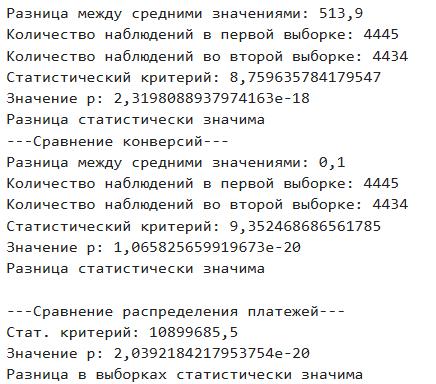 Разница между средними значениями: 513,9
Количество наблюдений в первой выборке: 4445
Количество наблюдений во второй выборке: 4434
Статистический критерий: 8,759635784179547
Значение p: 2,3198088937974163e-18
Разница статистически значима
---Сравнение конверсий---
Разница между средними значениями: 0,1
Количество наблюдений в первой выборке: 4445
Количество наблюдений во второй выборке: 4434
Статистический критерий: 9,352468686561785
Значение p: 1,065825659919673e-20
Разница статистически значима
---Сравнение распределения платежей---
Стат. критерий: 10899685,5
Значение p: 2,0392184217953754e-20
Разница в выборках статистически значима